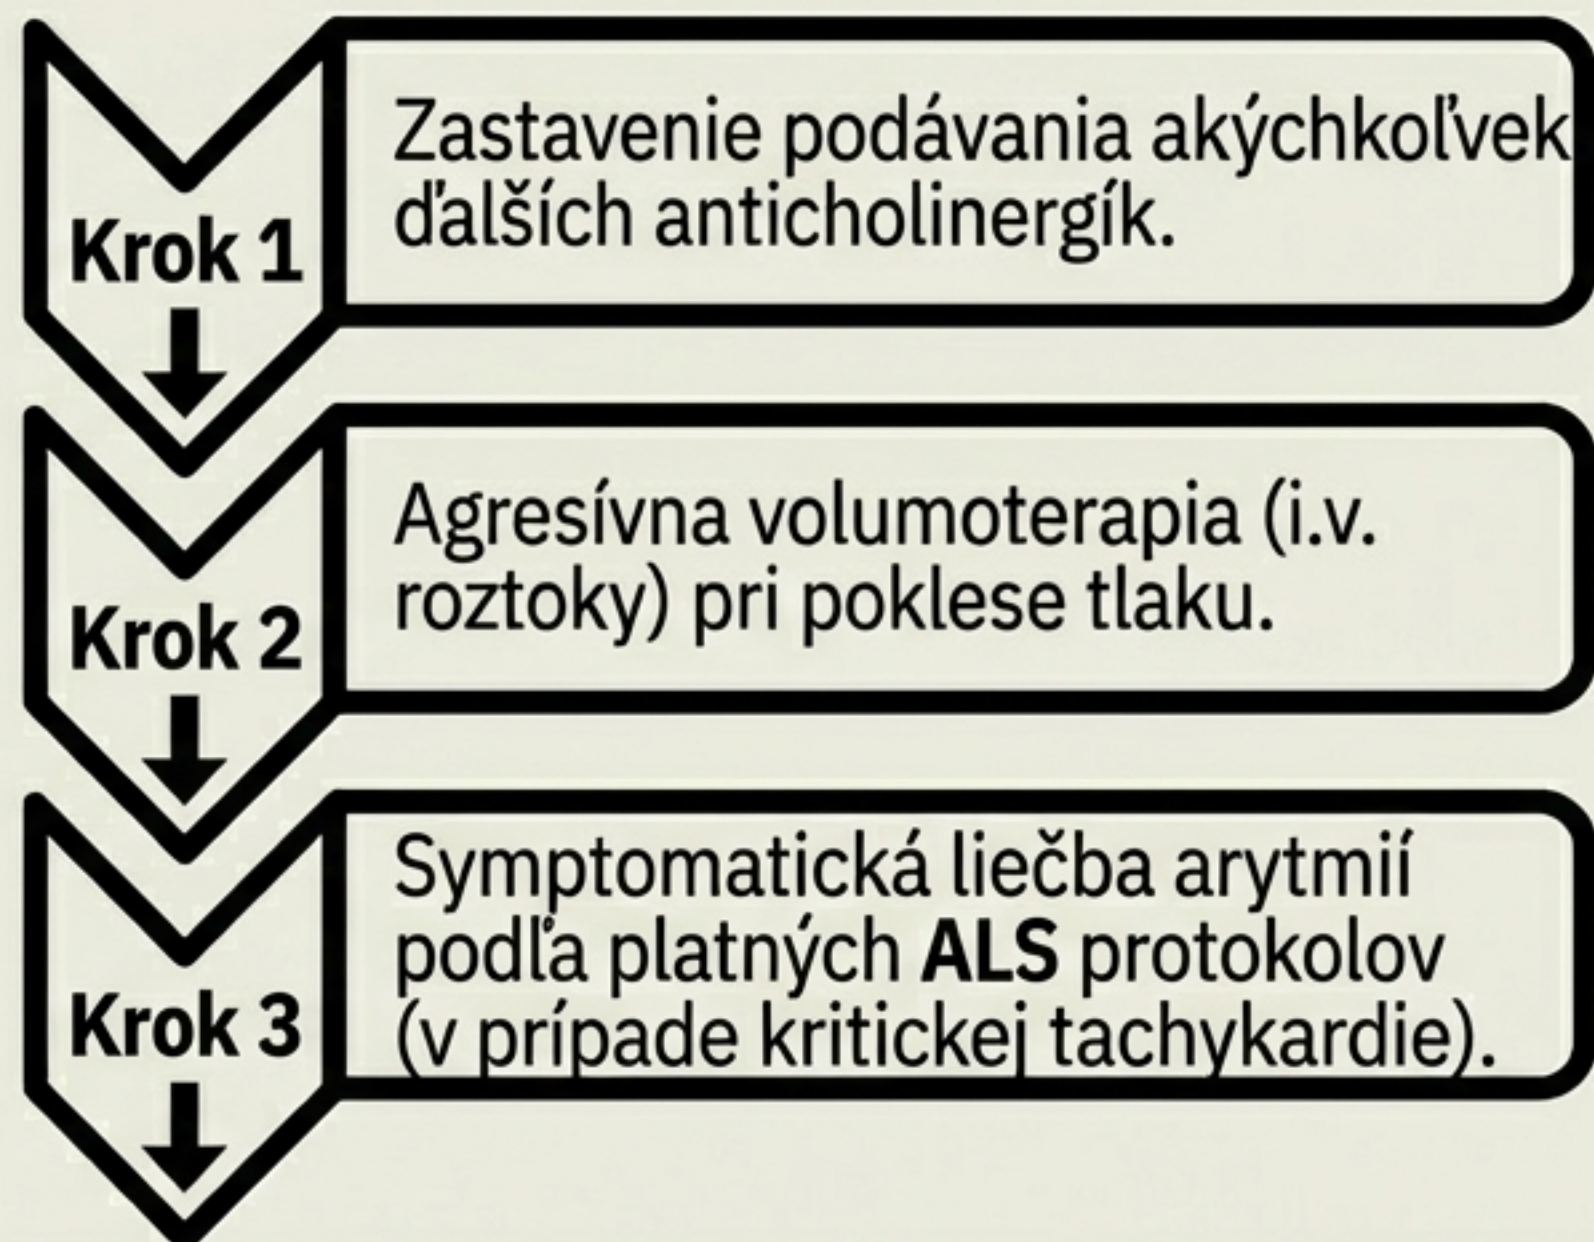 Krok 1
Zastavenie podávania akýchkoľvek
ďalších anticholinergík.
Krok 2
Agresívna volumoterapia (i.v.
roztoky) pri poklese tlaku.
Krok 3
Symptomatická liečba arytmií
podľa platných ALS protokolov
(v prípade kritickej tachykardie).